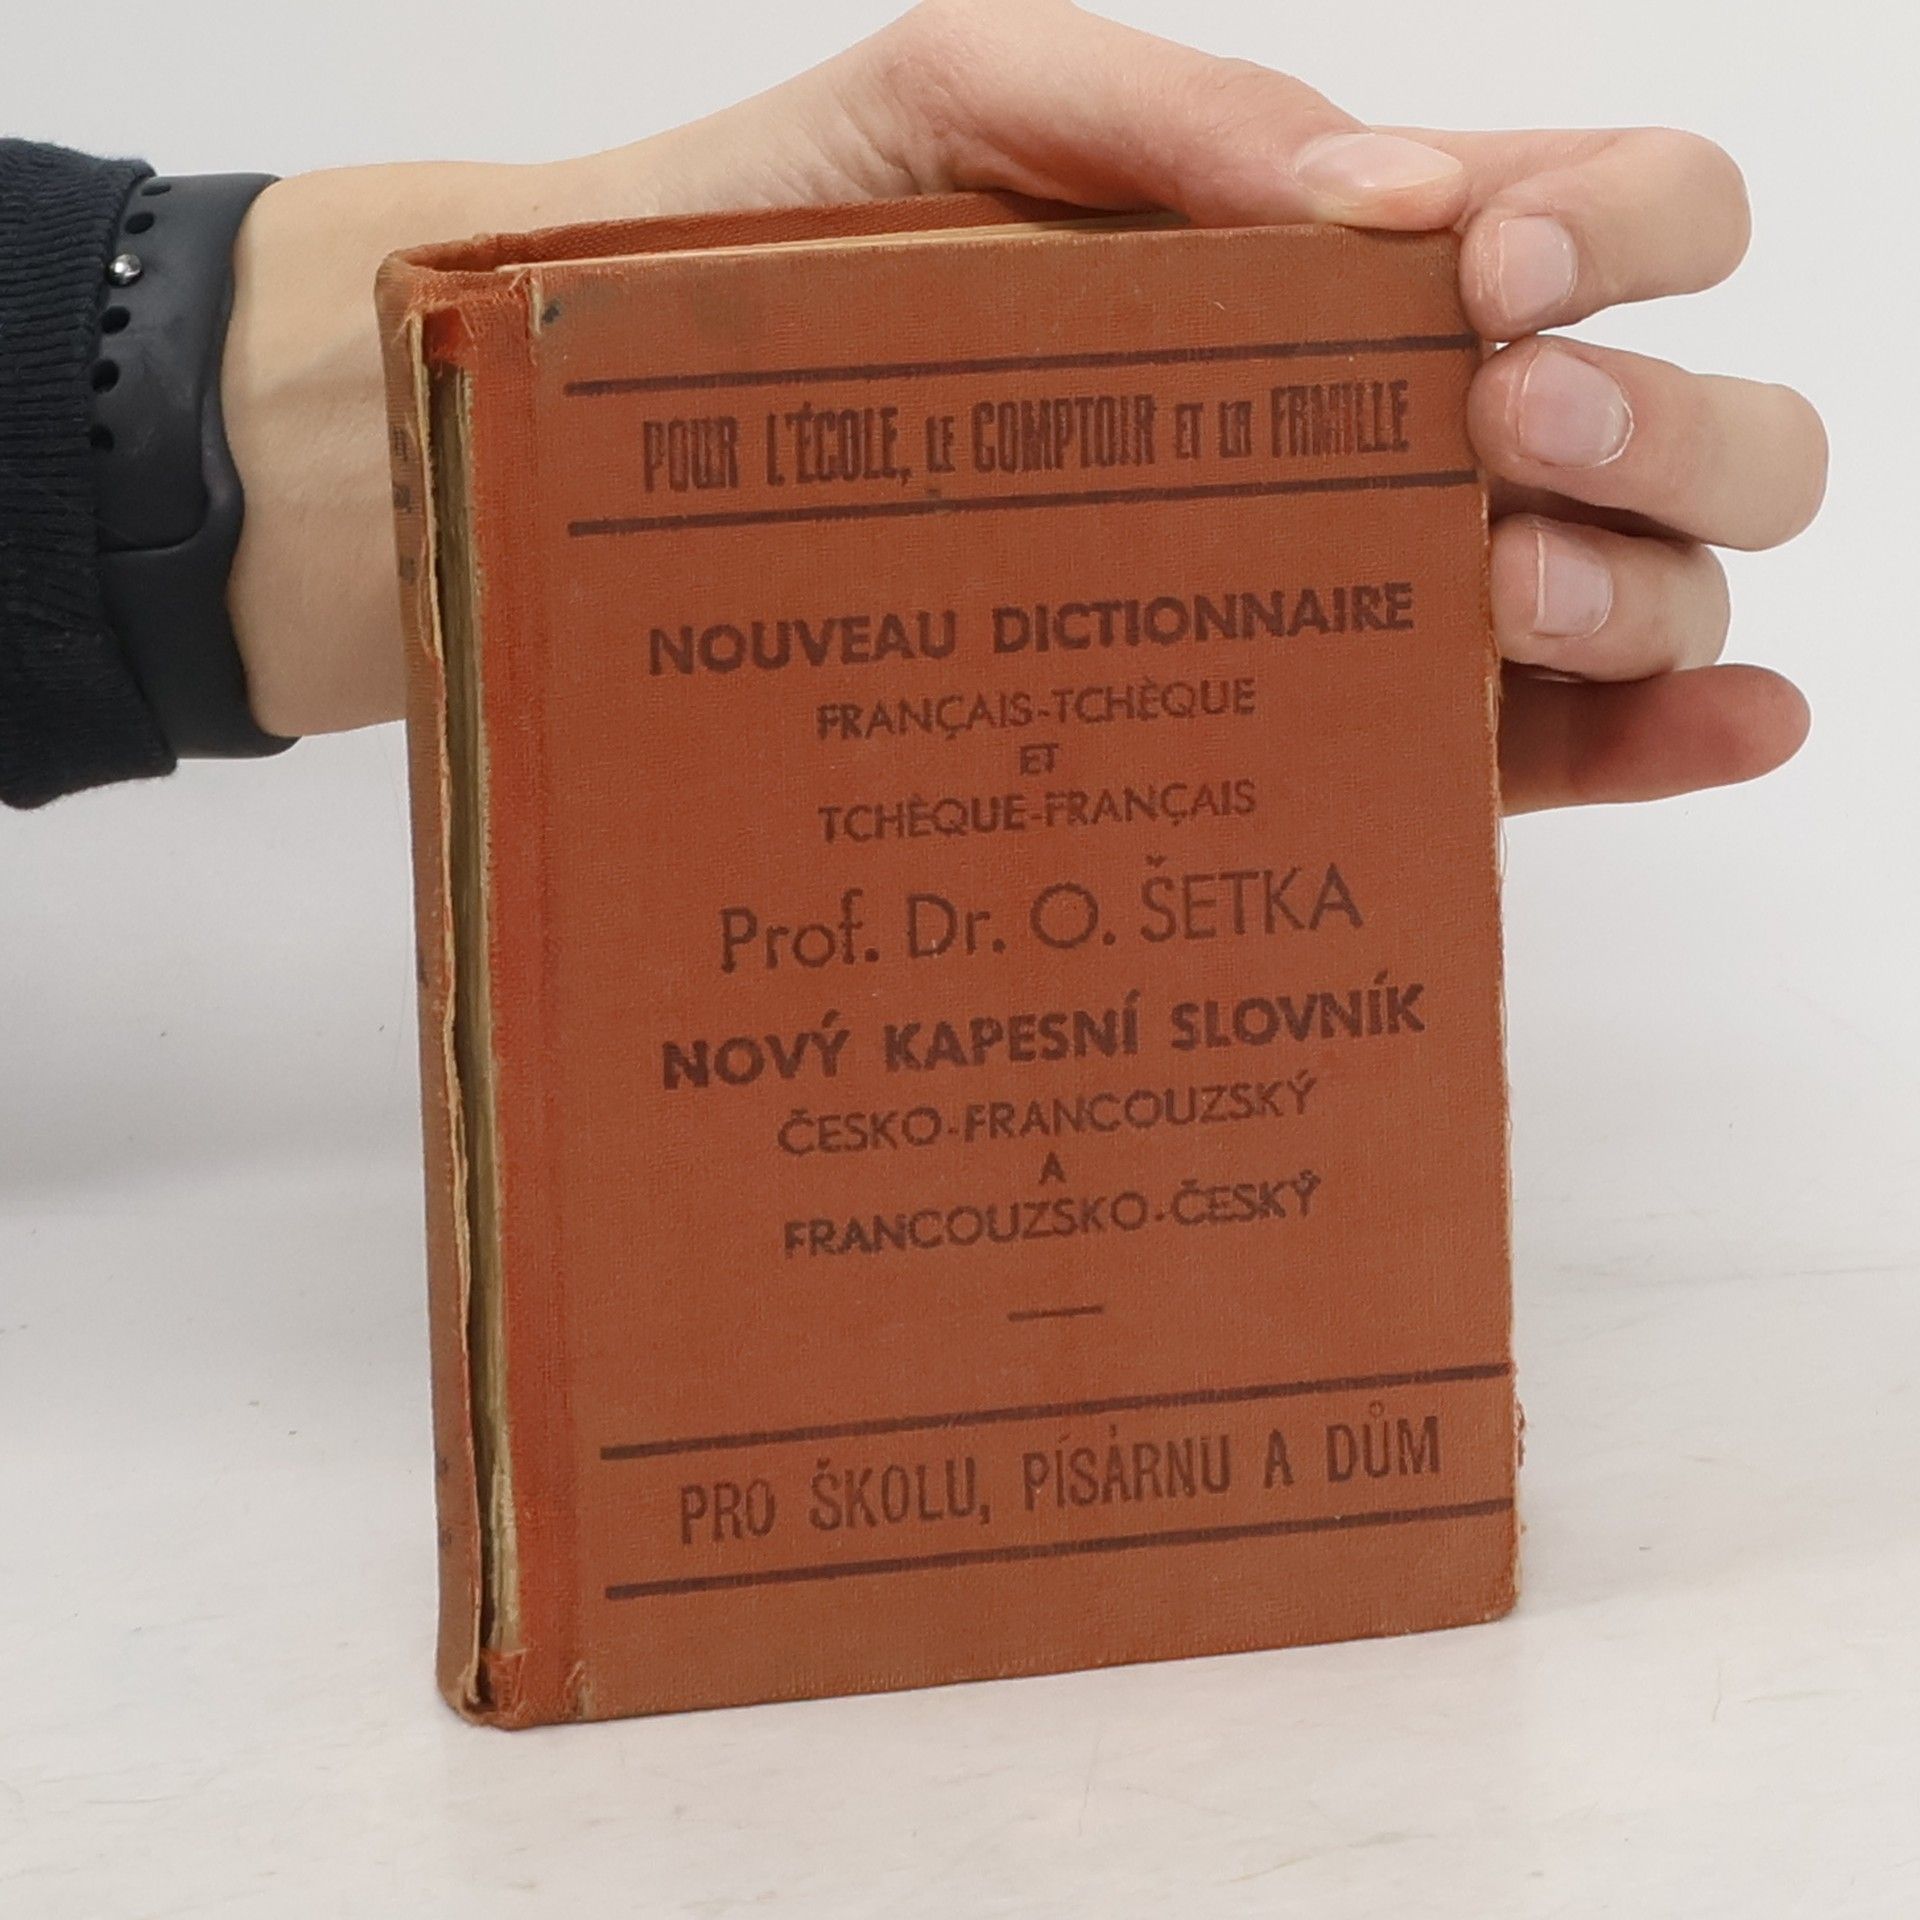 POUR L'ÉCOLE, LE COMPTOIR ET LA FAMILLE
NOUVEAU DICTIONNAIRE
FRANÇAIS-TCHÈQUE
ET
TCHÈQUE-FRANÇAIS
Prof. Dr. O. ŠETKA
NOVÝ KAPESNÍ SLOVNÍK
ČESKO-FRANCOUZSKÝ
A
FRANCOUZSKO-ČESKÝ
PRO ŠKOLU, PÍSÁRNU A DŮM